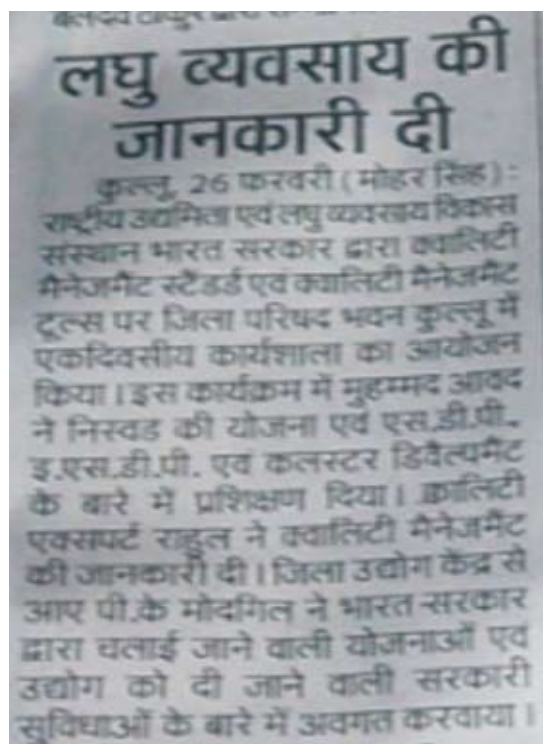 बलदेव ठाकुर द्वारा
लघु व्यवसाय की
जानकारी दी
कुल्लू, 26 फरवरी (मोहर सिंह) :
राष्ट्रीय उद्यमिता एवं लघु व्यवसाय विकास
संस्थान भारत सरकार द्वारा क्वालिटी
मैनेजमैंट स्टैंडर्ड एवं क्वालिटी मैनेजमैंट
टूल्स पर जिला परिषद भवन कुल्लू में
एकदिवसीय कार्यशाला का आयोजन
किया। इस कार्यक्रम में मुहम्मद आवद
ने निस्वड की योजना एवं एस.डी.पी.,
इ.एस.डी.पी. एवं कलस्टर डिवैल्पमैंट
के बारे में प्रशिक्षण दिया। क्वालिटी
एक्सपर्ट राहुल ने क्वालिटी मैनेजमैंट
की जानकारी दी। जिला उद्योग केंद्र से
आए पी.के मोदगिल ने भारत सरकार
द्वारा चलाई जाने वाली योजनाओं एवं
उद्योग को दी जाने वाली सरकारी
सुविधाओं के बारे में अवगत करवाया।